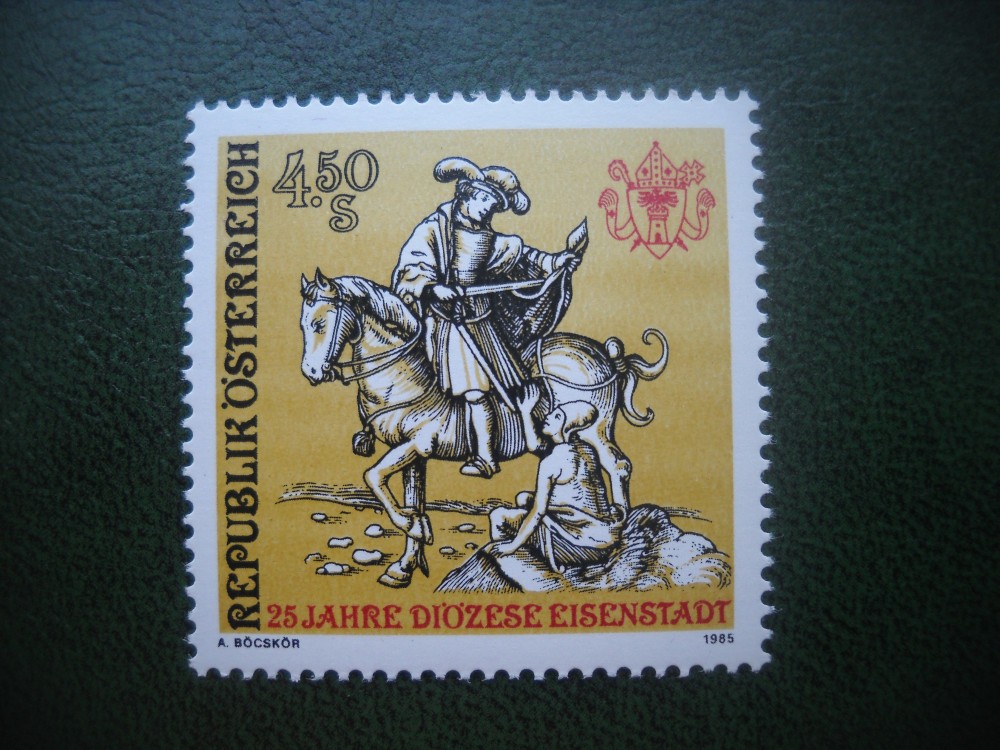 REPUBLIK ÖSTERREICH
4.50
S
25 JAHRE DIÖZESE EISENSTADT
A. BÖCSKÖR
1985